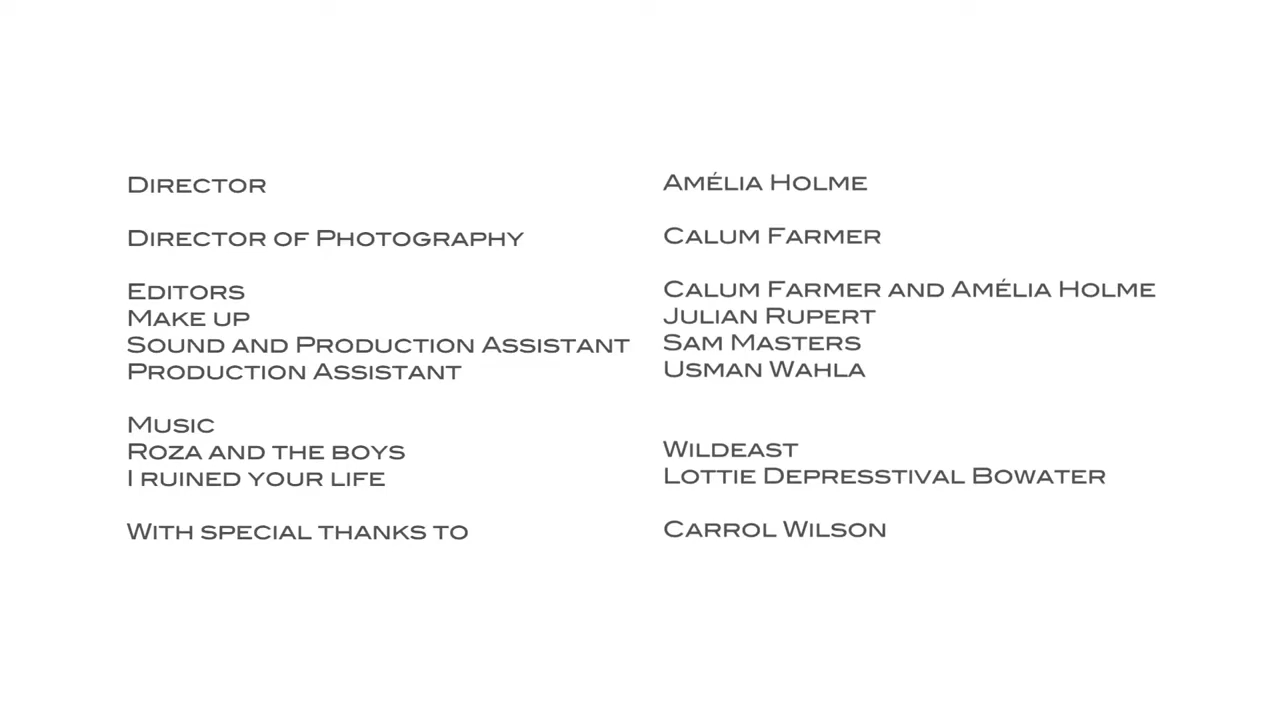 Director Amélia Holme
Director of Photography Calum Farmer
Editors Calum Farmer and Amélia Holme
Make up Julian Rupert
Sound and Production Assistant Sam Masters
Production Assistant Usman Wahla
Music
Roza and the boys Wildeast
I ruined your life Lottie Depresstival Bowater
With special thanks to Carrol Wilson